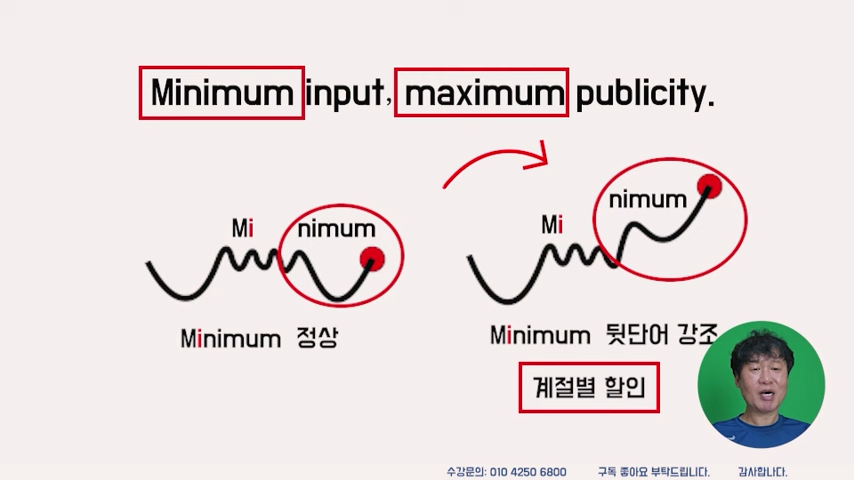 Minimum input, maximum publicity.
Mi nimum
Mi nimum
Minimum 정상
Minimum 뒷단어 강조
계절별 할인
수강문의: 010 4250 6800 구독 좋아요 부탁드립니다. 감사합나다.